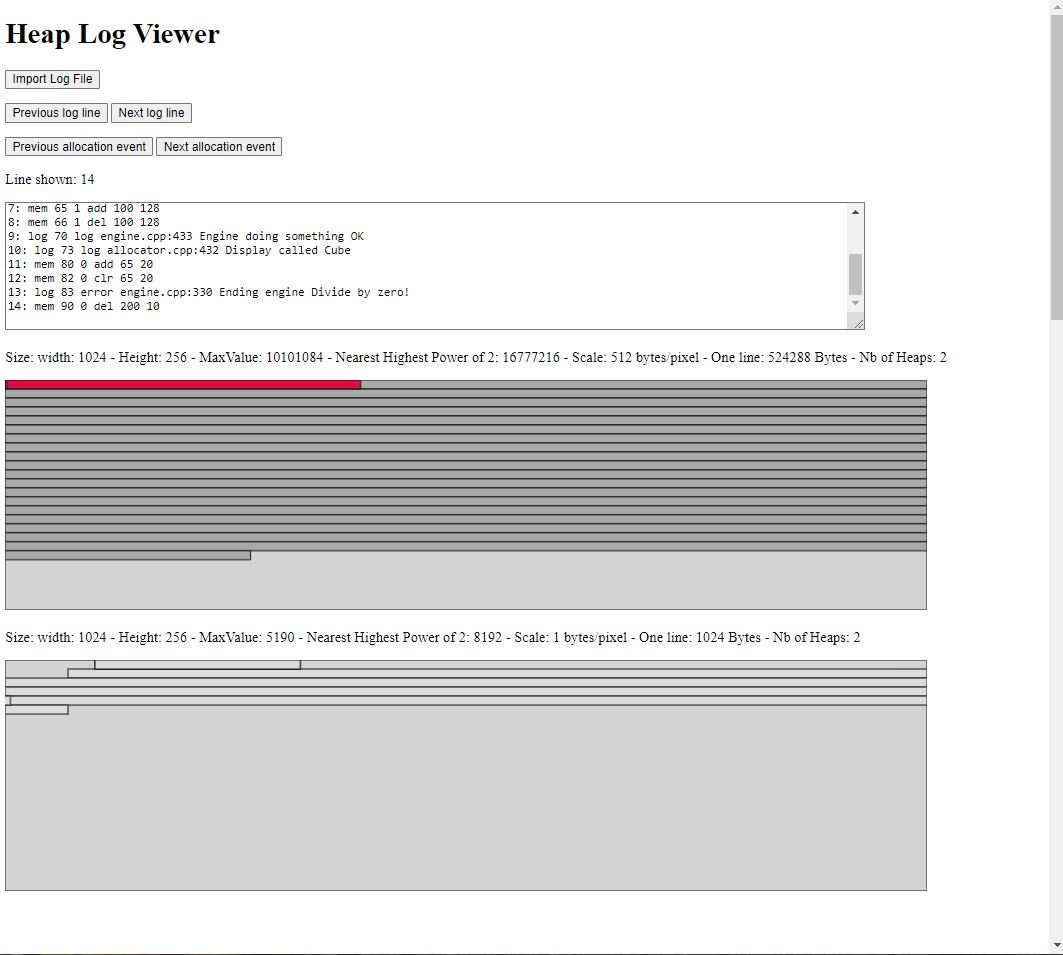 Heap Log Viewer
Import Log File
Previous log line Next log line
Previous allocation event Next allocation event
Line shown: 14
7: mem 65 1 add 100 128
8: mem 66 1 del 100 128
9: log 70 log engine.cpp:433 Engine doing something OK
10: log 73 log allocator.cpp:432 Display called Cube
11: mem 80 0 add 65 20
12: mem 82 0 clr 65 20
13: log 83 error engine.cpp:330 Ending engine Divide by zero!
14: mem 90 0 del 200 10
Size: width: 1024 - Height: 256 - MaxValue: 10101084 - Nearest Highest Power of 2: 16777216 - Scale: 512 bytes/pixel - One line: 524288 Bytes - Nb of Heaps: 2
Size: width: 1024 - Height: 256 - MaxValue: 5190 - Nearest Highest Power of 2: 8192 - Scale: 1 bytes/pixel - One line: 1024 Bytes - Nb of Heaps: 2